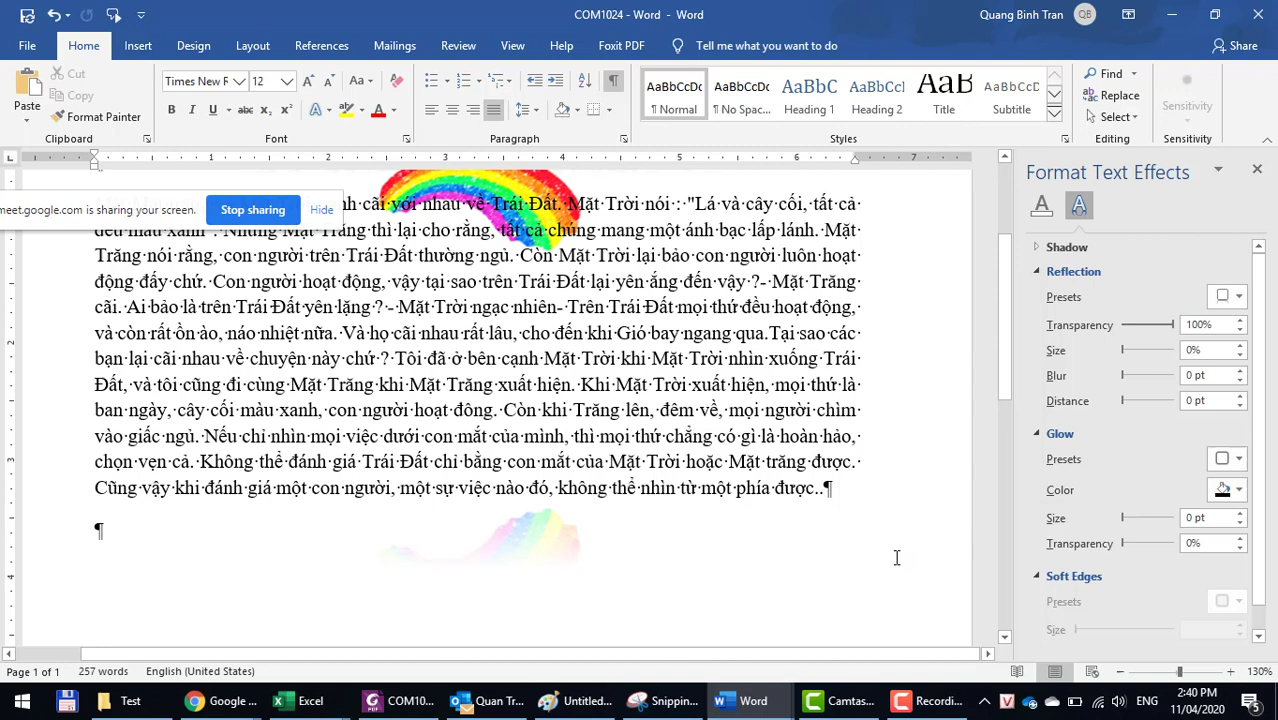 COM1024 - Word - Word
Quang Binh Tran
QB
File Home Insert Design Layout References Mailings Review View Help Foxit PDF Tell me what you want to do Share
Paste
Cut
Copy
Format Painter
Clipboard
Times New R 12
Font
Paragraph
AaBbCcDc AaBbCcDc AaBbC AaBbCcl AaB AaBbCcD
¶ Normal ¶ No Spac... Heading 1 Heading 2 Title Subtitle
Styles
Find
Replace
Select
Editing
Sensitivity
Sensitivity
1 2 3 4 5 6 7
meet.google.com is sharing your screen. Stop sharing Hide
cãi với nhau về Trái Đất. Mặt Trời nói : "Lá và cây cối, tất cả
đều màu xanh". Nhưng Mặt Trăng thì lại cho rằng, tất cả chúng mang một ánh bạc lấp lánh. Mặt
Trăng nói rằng, con người trên Trái Đất thường ngủ. Còn Mặt Trời lại bảo con người luôn hoạt
động đấy chứ. Con người hoạt động, vậy tại sao trên Trái Đất lại yên ắng đến vậy ?- Mặt Trăng
cãi. Ai bảo là trên Trái Đất yên lặng ?- Mặt Trời ngạc nhiên- Trên Trái Đất mọi thứ đều hoạt động,
và còn rất ồn ào, náo nhiệt nữa. Và họ cãi nhau rất lâu, cho đến khi Gió bay ngang qua.Tại sao các
bạn lại cãi nhau về chuyện này chứ ? Tôi đã ở bên cạnh Mặt Trời khi Mặt Trời nhìn xuống Trái
Đất, và tôi cũng đi cùng Mặt Trăng khi Mặt Trăng xuất hiện. Khi Mặt Trời xuất hiện, mọi thứ là
ban ngày, cây cối màu xanh, con người hoạt đông. Còn khi Trăng lên, đêm về, mọi người chìm
vào giấc ngủ. Nếu chỉ nhìn mọi việc dưới con mắt của mình, thì mọi thứ chẳng có gì là hoàn hảo,
chọn vẹn cả. Không thể đánh giá Trái Đất chỉ bằng con mắt của Mặt Trời hoặc Mặt trăng được.
Cũng vậy khi đánh giá một con người, một sự việc nào đó, không thể nhìn từ một phía được..¶
¶
2
3
4
Format Text Effects
Shadow
Reflection
Presets
Transparency 100%
Size 0%
Blur 0 pt
Distance 0 pt
Glow
Presets
Color
Size 0 pt
Transparency 0%
Soft Edges
Presets
Size
Page 1 of 1 257 words English (United States) 130%
Test Google ... Excel COM10... Quan Tr... Untitled... Snippin... Word Camtas... Recordi... ENG
2:40 PM
11/04/2020
5